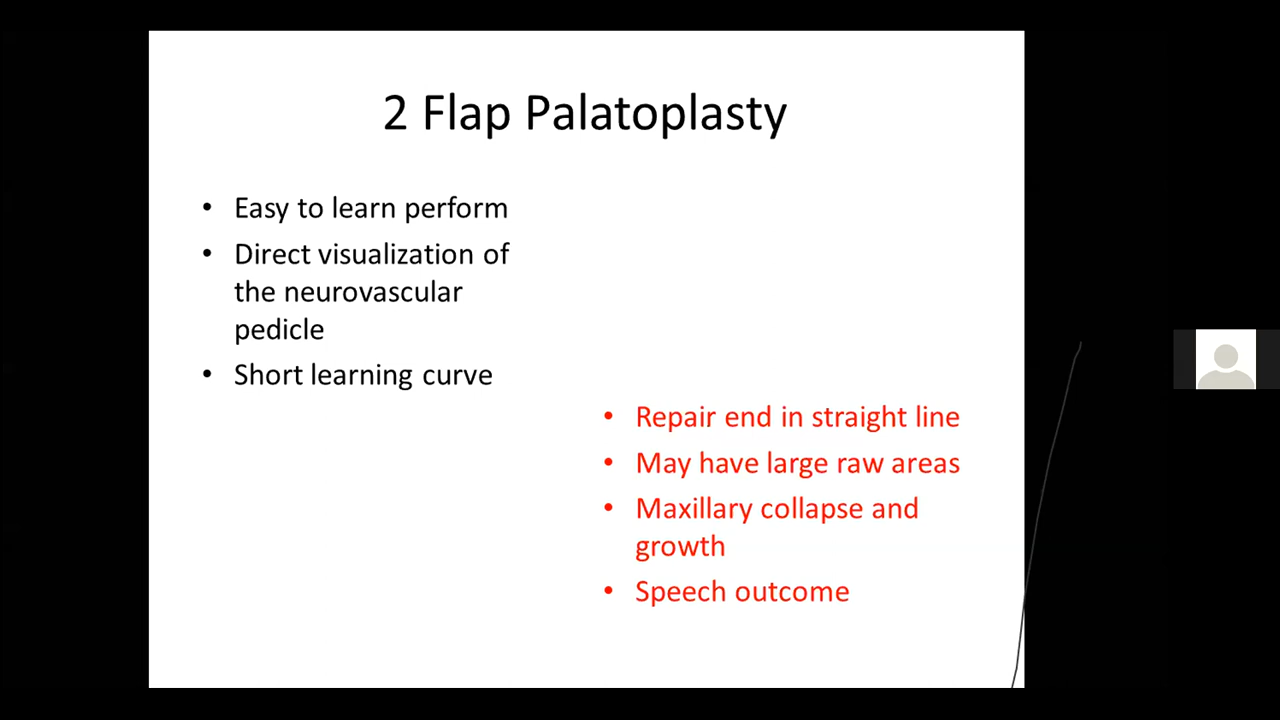 2 Flap Palatoplasty
• Easy to learn perform
• Direct visualization of
the neurovascular
pedicle
• Short learning curve
• Repair end in straight line
• May have large raw areas
• Maxillary collapse and
growth
• Speech outcome